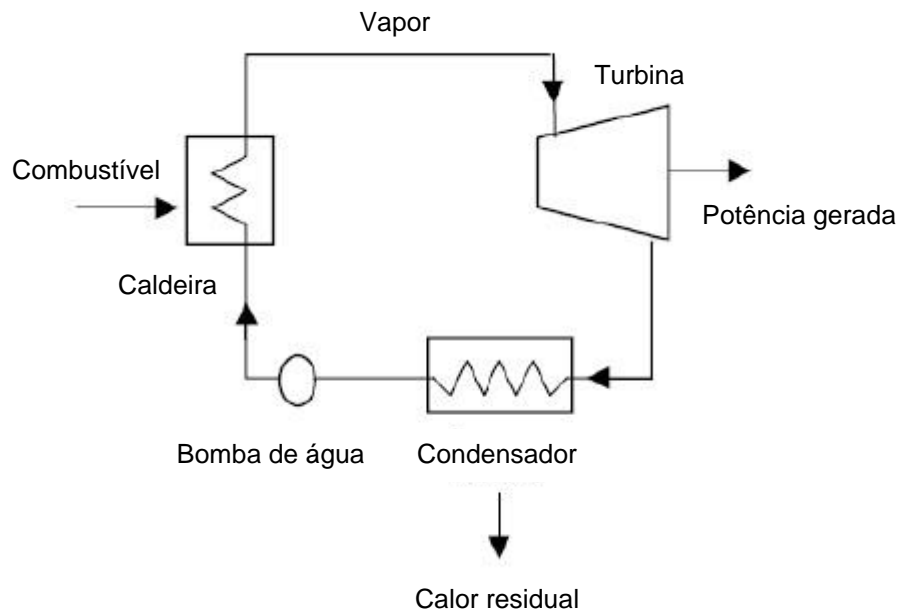 Vapor
Turbina
Combustível
Potência gerada
Caldeira
Bomba de água
Condensador
Calor residual